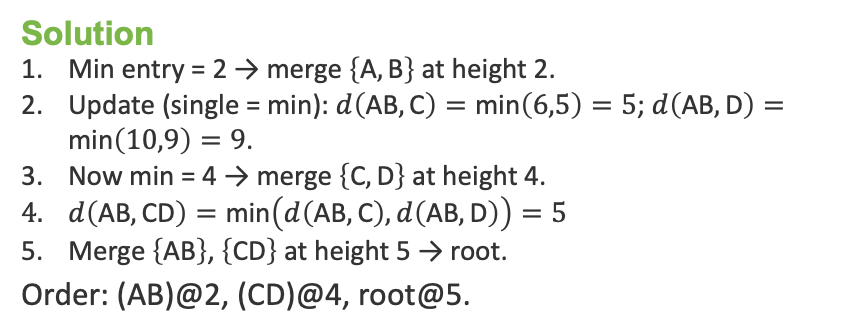 Solution
1. Min entry = 2 → merge {A, B} at height 2.
2. Update (single = min): d(AB, C) = min(6,5) = 5; d(AB, D) =
min(10,9) = 9.
3. Now min = 4 → merge {C, D} at height 4.
4. d(AB, CD) = min(d(AB, C), d(AB, D)) = 5
5. Merge {AB}, {CD} at height 5 → root.
Order: (AB)@2, (CD)@4, root@5.